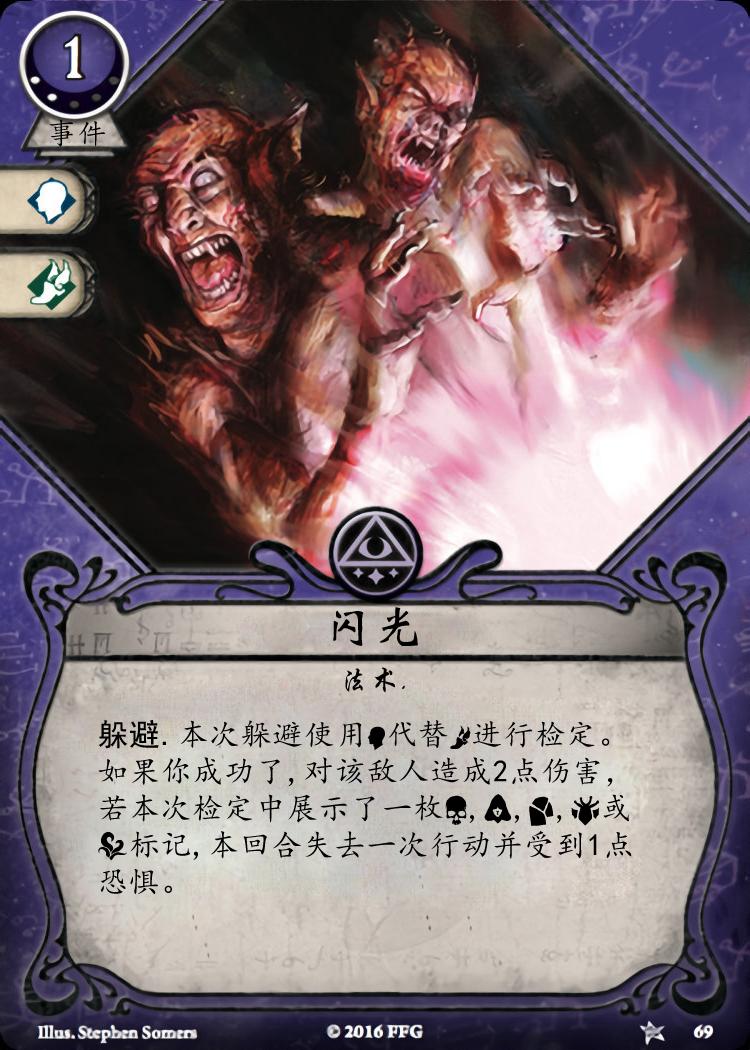 1
事件
闪光
法术.
躲避. 本次躲避使用代替进行检定。
如果你成功了, 对该敌人造成2点伤害,
若本次检定中展示了一枚, , , 或
标记, 本回合失去一次行动并受到1点
恐惧。
Illus. Stephen Somers
© 2016 FFG
69